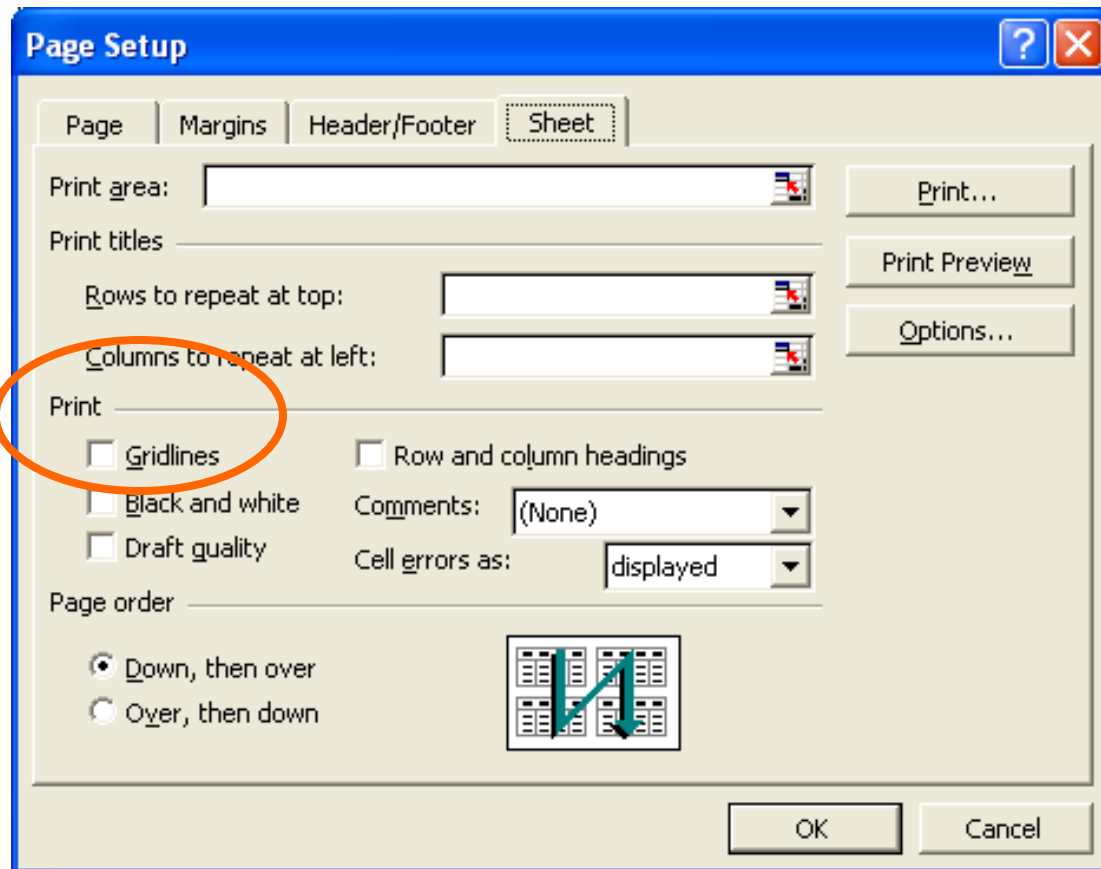 Page Setup
Page Margins Header/Footer Sheet
Print area:
Print...
Print titles
Print Preview
Rows to repeat at top:
Options...
Columns to repeat at left:
Print
Gridlines
Row and column headings
Black and white
Comments: (None)
Draft quality
Cell errors as: displayed
Page order
Down, then over
Over, then down
OK Cancel